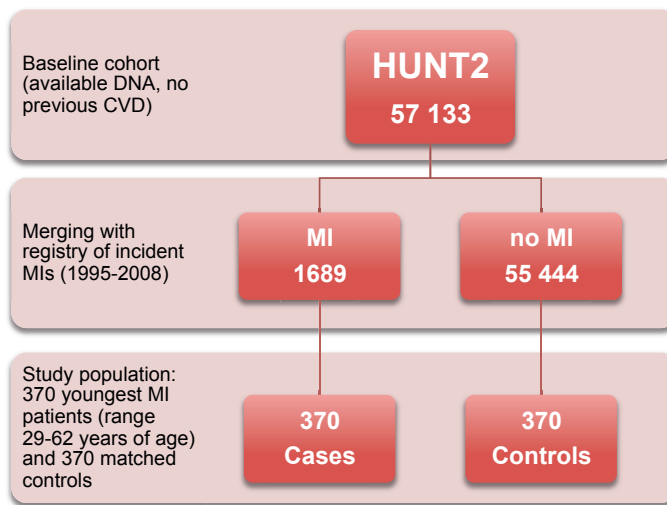 Baseline cohort
(available DNA, no
previous CVD)
HUNT2
57 133
Merging with
registry of incident
MIs (1995-2008)
MI
1689
no MI
55 444
Study population:
370 youngest MI
patients (range
29-62 years of age)
and 370 matched
controls
370
Cases
370
Controls